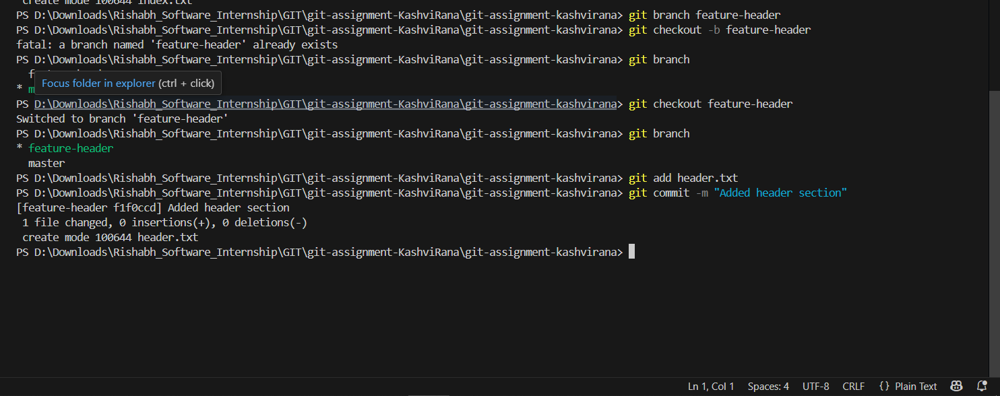 create mode 100644 index.txt
PS D:\Downloads\Rishabh_Software_Internship\GIT\git-assignment-KashviRana\git-assignment-kashvirana> git branch feature-header
PS D:\Downloads\Rishabh_Software_Internship\GIT\git-assignment-KashviRana\git-assignment-kashvirana> git checkout -b feature-header
fatal: a branch named 'feature-header' already exists
PS D:\Downloads\Rishabh_Software_Internship\GIT\git-assignment-KashviRana\git-assignment-kashvirana> git branch
Focus folder in explorer (ctrl + click)
* m
PS D:\Downloads\Rishabh_Software_Internship\GIT\git-assignment-KashviRana\git-assignment-kashvirana> git checkout feature-header
Switched to branch 'feature-header'
PS D:\Downloads\Rishabh_Software_Internship\GIT\git-assignment-KashviRana\git-assignment-kashvirana> git branch
* feature-header
master
PS D:\Downloads\Rishabh_Software_Internship\GIT\git-assignment-KashviRana\git-assignment-kashvirana> git add header.txt
PS D:\Downloads\Rishabh_Software_Internship\GIT\git-assignment-KashviRana\git-assignment-kashvirana> git commit -m "Added header section"
[feature-header f1f0ccd] Added header section
1 file changed, 0 insertions(+), 0 deletions(-)
create mode 100644 header.txt
PS D:\Downloads\Rishabh_Software_Internship\GIT\git-assignment-KashviRana\git-assignment-kashvirana>
Ln 1, Col 1 Spaces: 4 UTF-8 CRLF {} Plain Text